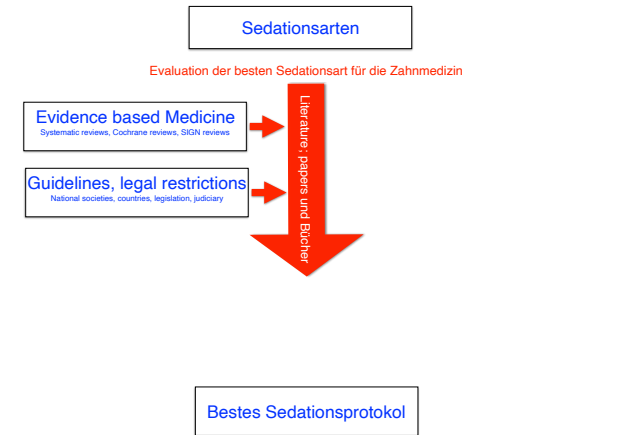 Sedationsarten
Evaluation der besten Sedationsart für die Zahnmedizin
Evidence based Medicine
Systematic reviews, Cochrane reviews, SIGN reviews
Guidelines, legal restrictions
National societies, countries, legislation, judiciary
Literature; papers und Bücher
Bestes Sedationsprotokol